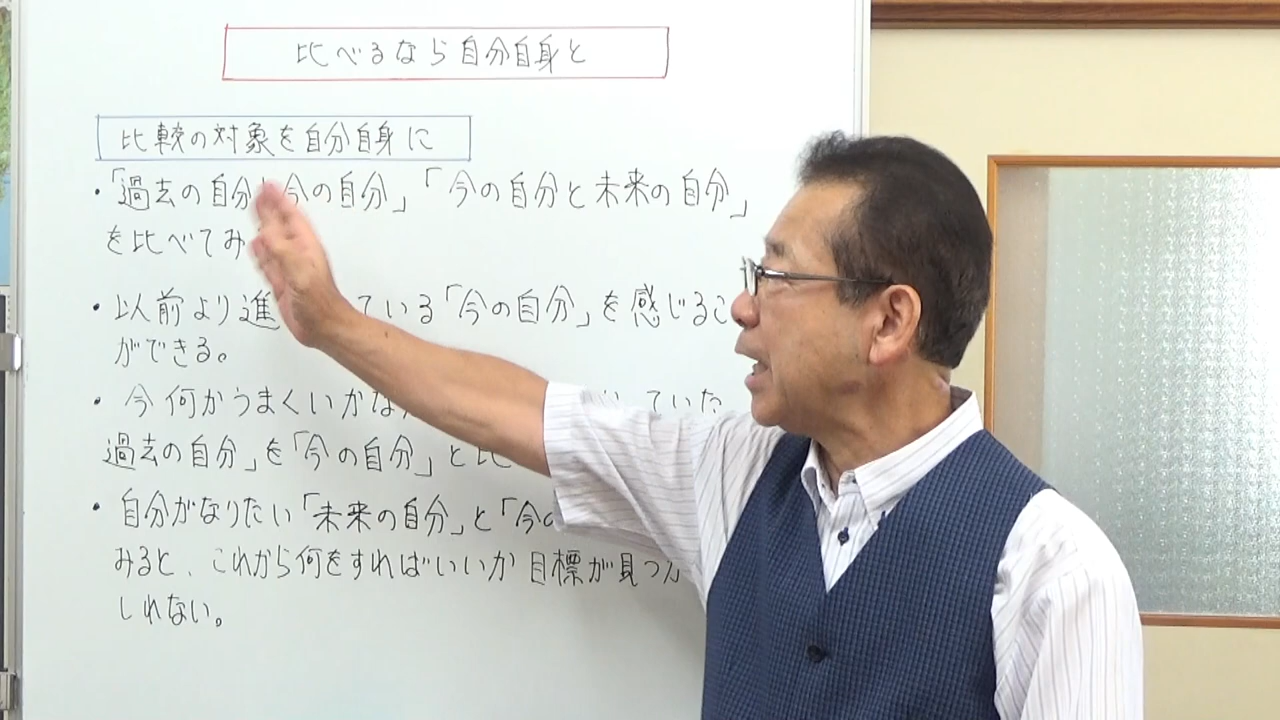 比べるなら自分自身と
比較の対象を自分自身に
・「過去の自分と今の自分」「今の自分と未来の自分」
を比べてみ
・以前より進 ている「今の自分」を感じるこ
ができる。
・今何かうまくいかな していた
過去の自分」を「今の自分」と比
・自分がなりたい「未来の自分」と「今の
みると、これから何をすればいいか目標が見つか
しれない。